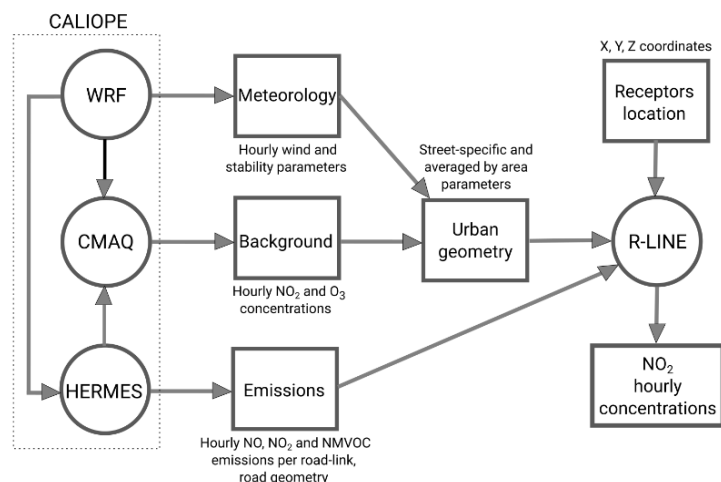 CALIOPE
WRF
Meteorology
Hourly wind and
stability parameters
X, Y, Z coordinates
Receptors
location
Street-specific and
averaged by area
parameters
CMAQ
Background
Hourly NO₂ and O₃
concentrations
Urban
geometry
R-LINE
HERMES
Emissions
Hourly NO, NO₂ and NMVOC
emissions per road-link,
road geometry
NO₂
hourly
concentrations